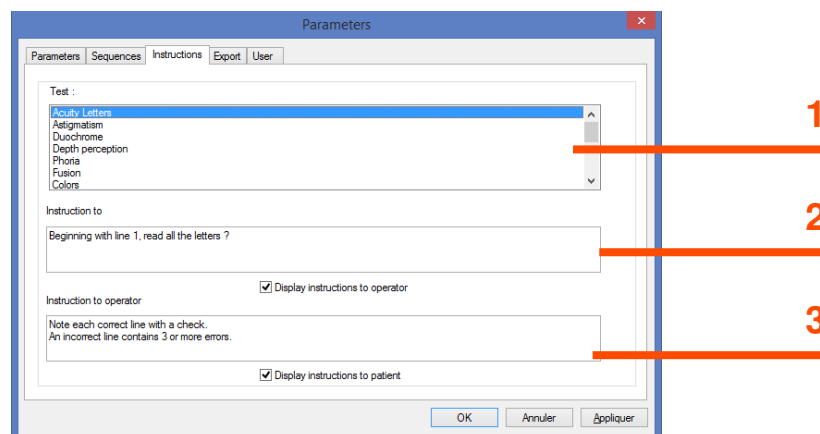 Parameters
Parameters Sequences Instructions Export User
Test :
Acuity Letters
Astigmatism
Duochrome
Depth perception
Phoria
Fusion
Colors
1
Instruction to
2
Beginning with line 1, read all the letters ?
Display instructions to operator
Instruction to operator
3
Note each correct line with a check.
An incorrect line contains 3 or more errors.
Display instructions to patient
OK Annuler Appliquer